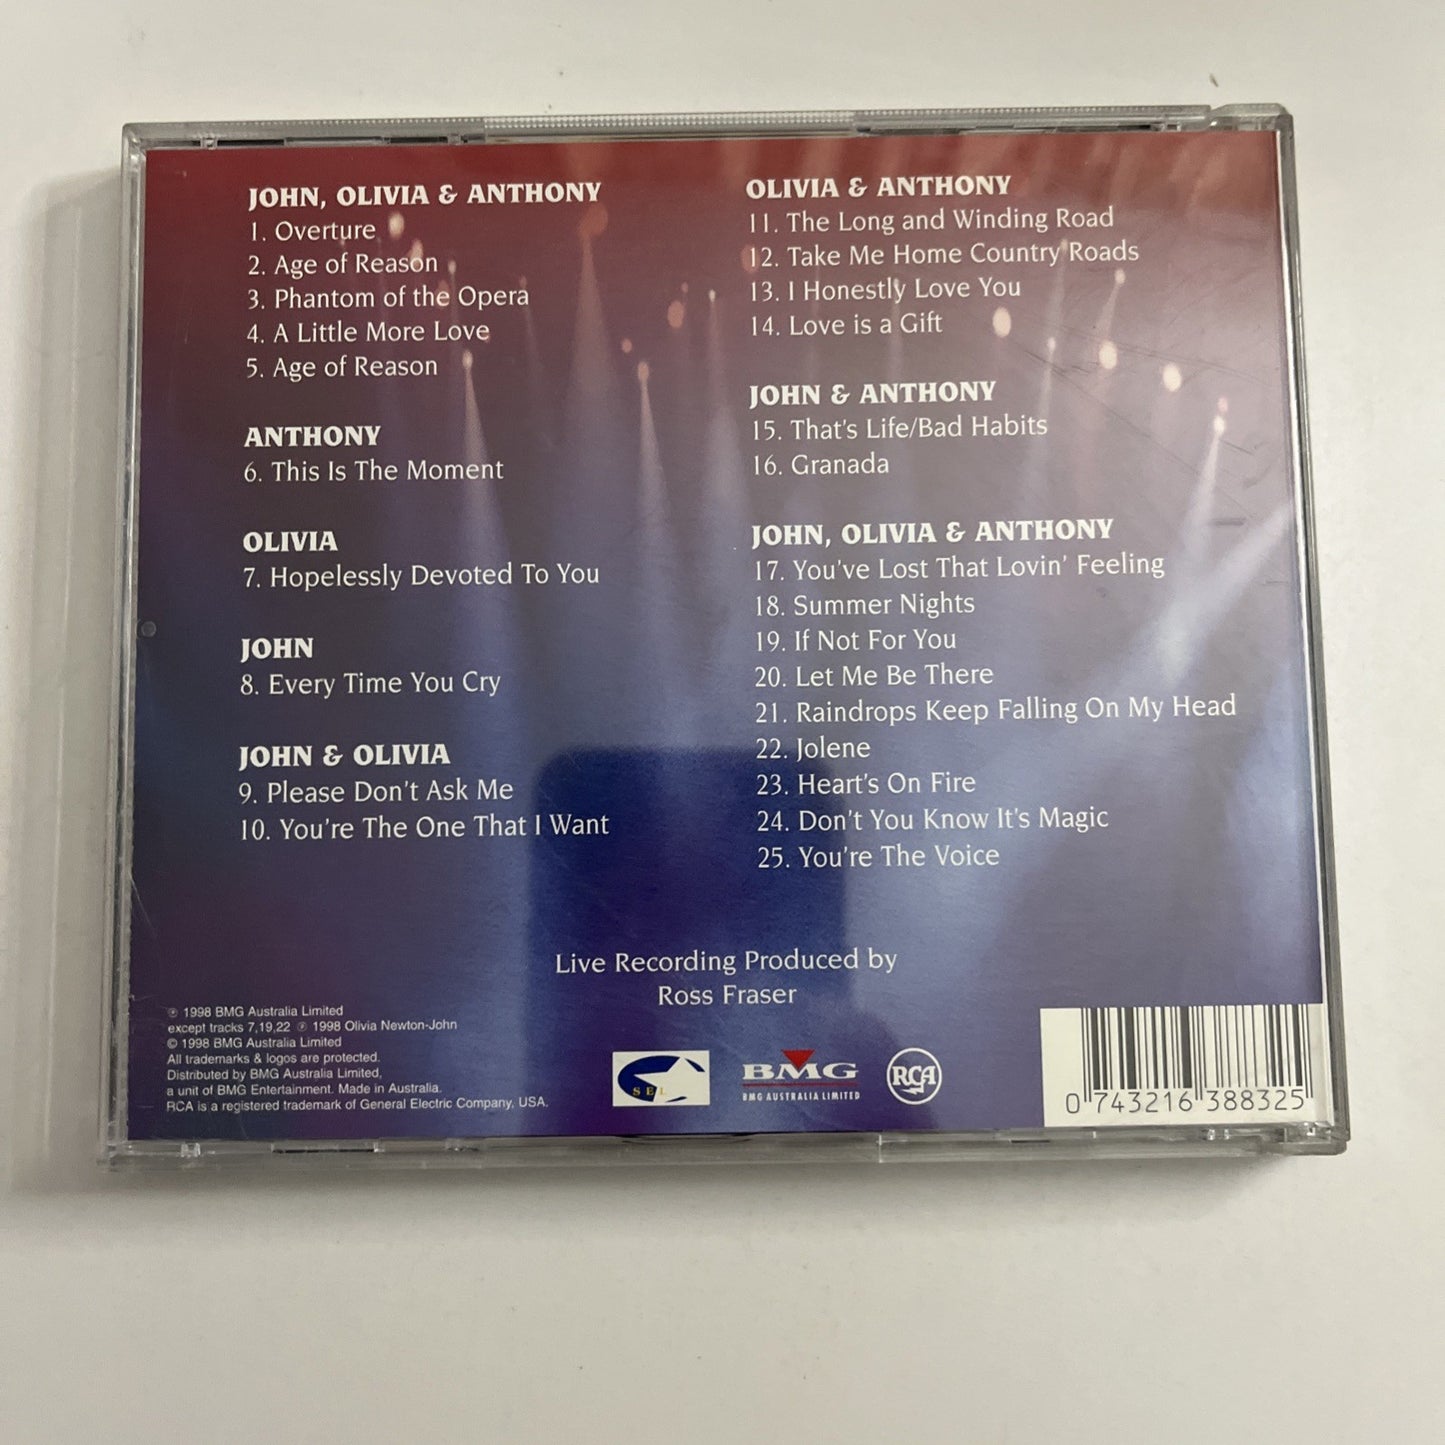 JOHN, OLIVIA & ANTHONY
1. Overture
2. Age of Reason
3. Phantom of the Opera
4. A Little More Love
5. Age of Reason
ANTHONY
6. This Is The Moment
OLIVIA
7. Hopelessly Devoted To You
JOHN
8. Every Time You Cry
JOHN & OLIVIA
9. Please Don't Ask Me
10. You're The One That I Want
OLIVIA & ANTHONY
11. The Long and Winding Road
12. Take Me Home Country Roads
13. I Honestly Love You
14. Love is a Gift
JOHN & ANTHONY
15. That's Life/Bad Habits
16. Granada
JOHN, OLIVIA & ANTHONY
17. You've Lost That Lovin' Feeling
18. Summer Nights
19. If Not For You
20. Let Me Be There
21. Raindrops Keep Falling On My Head
22. Jolene
23. Heart's On Fire
24. Don't You Know It's Magic
25. You're The Voice
Live Recording Produced by
Ross Fraser
℗ 1998 BMG Australia Limited
except tracks 7,19,22 ℗ 1998 Olivia Newton-John
© 1998 BMG Australia Limited
All trademarks & logos are protected.
Distributed by BMG Australia Limited,
a unit of BMG Entertainment. Made in Australia.
RCA is a registered trademark of General Electric Company, USA.
SEL
BMG
BMG AUSTRALIA LIMITED
RCA
0 743216 388325